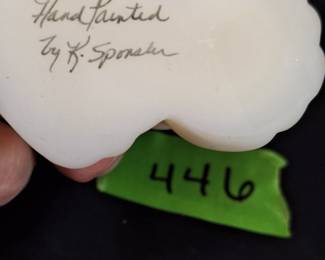 Hand Painted
by K. Sponsler
446